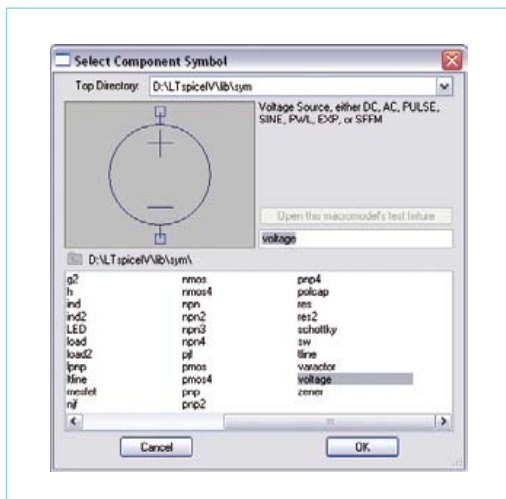 Select Component Symbol
Top Directory: D:\LTspiceIV\lib\sym
Voltage Source, either DC, AC, PULSE,
SINE, PWL, EXP, or SFFM
Open this macromodel's test fixture
voltage
D:\LTspiceIV\lib\sym\
g2
h
ind
ind2
LED
load
load2
lpnp
ltline
mesfet
njf
nmos
nmos4
npn
npn2
npn3
npn4
pjf
pmos
pmos4
pnp
pnp2
pnp4
polcap
res
res2
schottky
sw
tline
varactor
voltage
zener
Cancel
OK